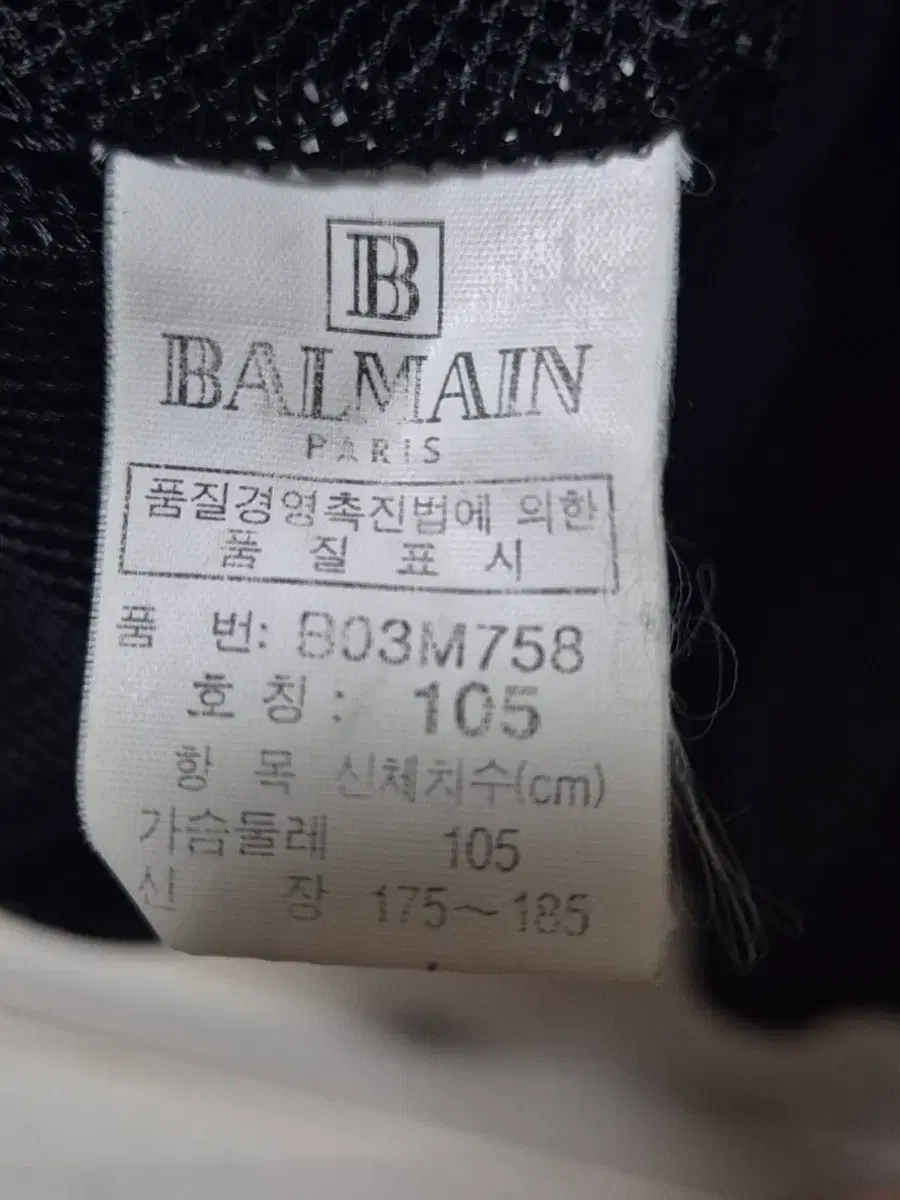 B
BALMAIN
PARIS
품질경영촉진법에 의한
품 질 표 시
품 번: B03M758
호 칭 : 105
항 목 신체치수(cm)
가슴둘레 105
신 장 175~185